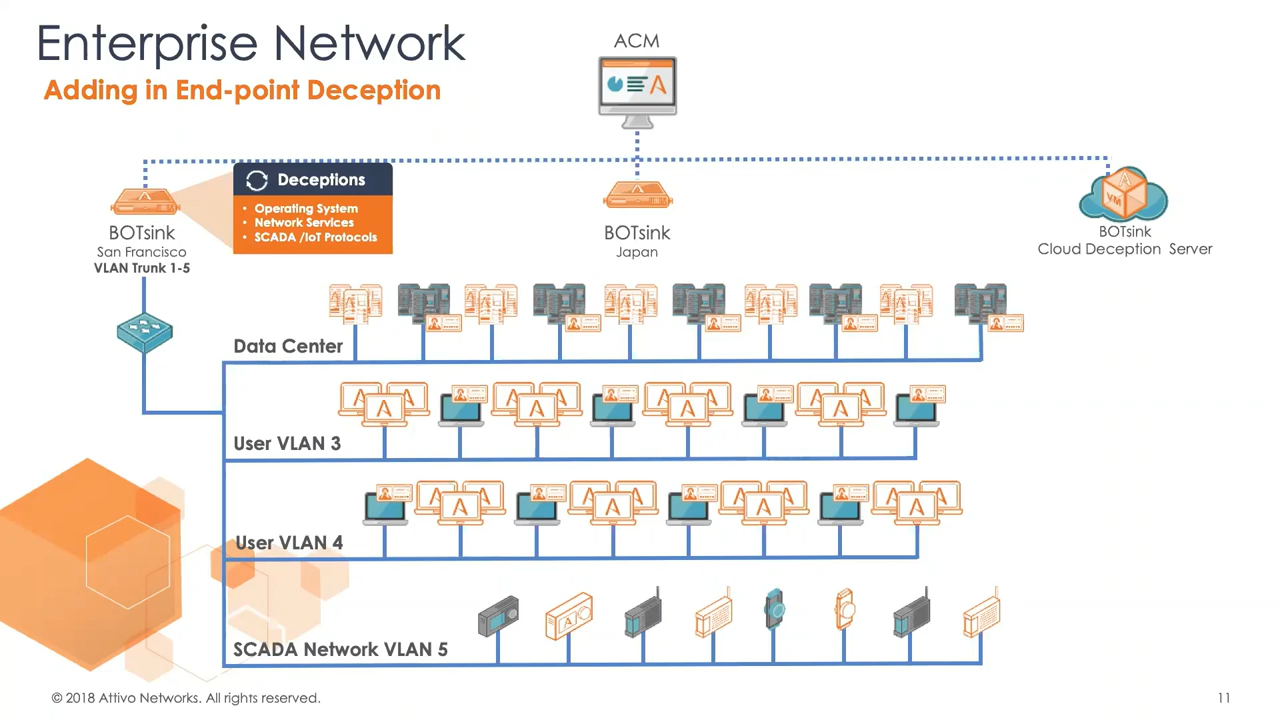 Enterprise Network
Adding in End-point Deception
ACM
Deceptions
• Operating System
• Network Services
• SCADA /IoT Protocols
BOTsink
San Francisco
VLAN Trunk 1-5
BOTsink
Japan
A
VM
BOTsink
Cloud Deception Server
Data Center
User VLAN 3
User VLAN 4
SCADA Network VLAN 5
© 2018 Attivo Networks. All rights reserved.
11